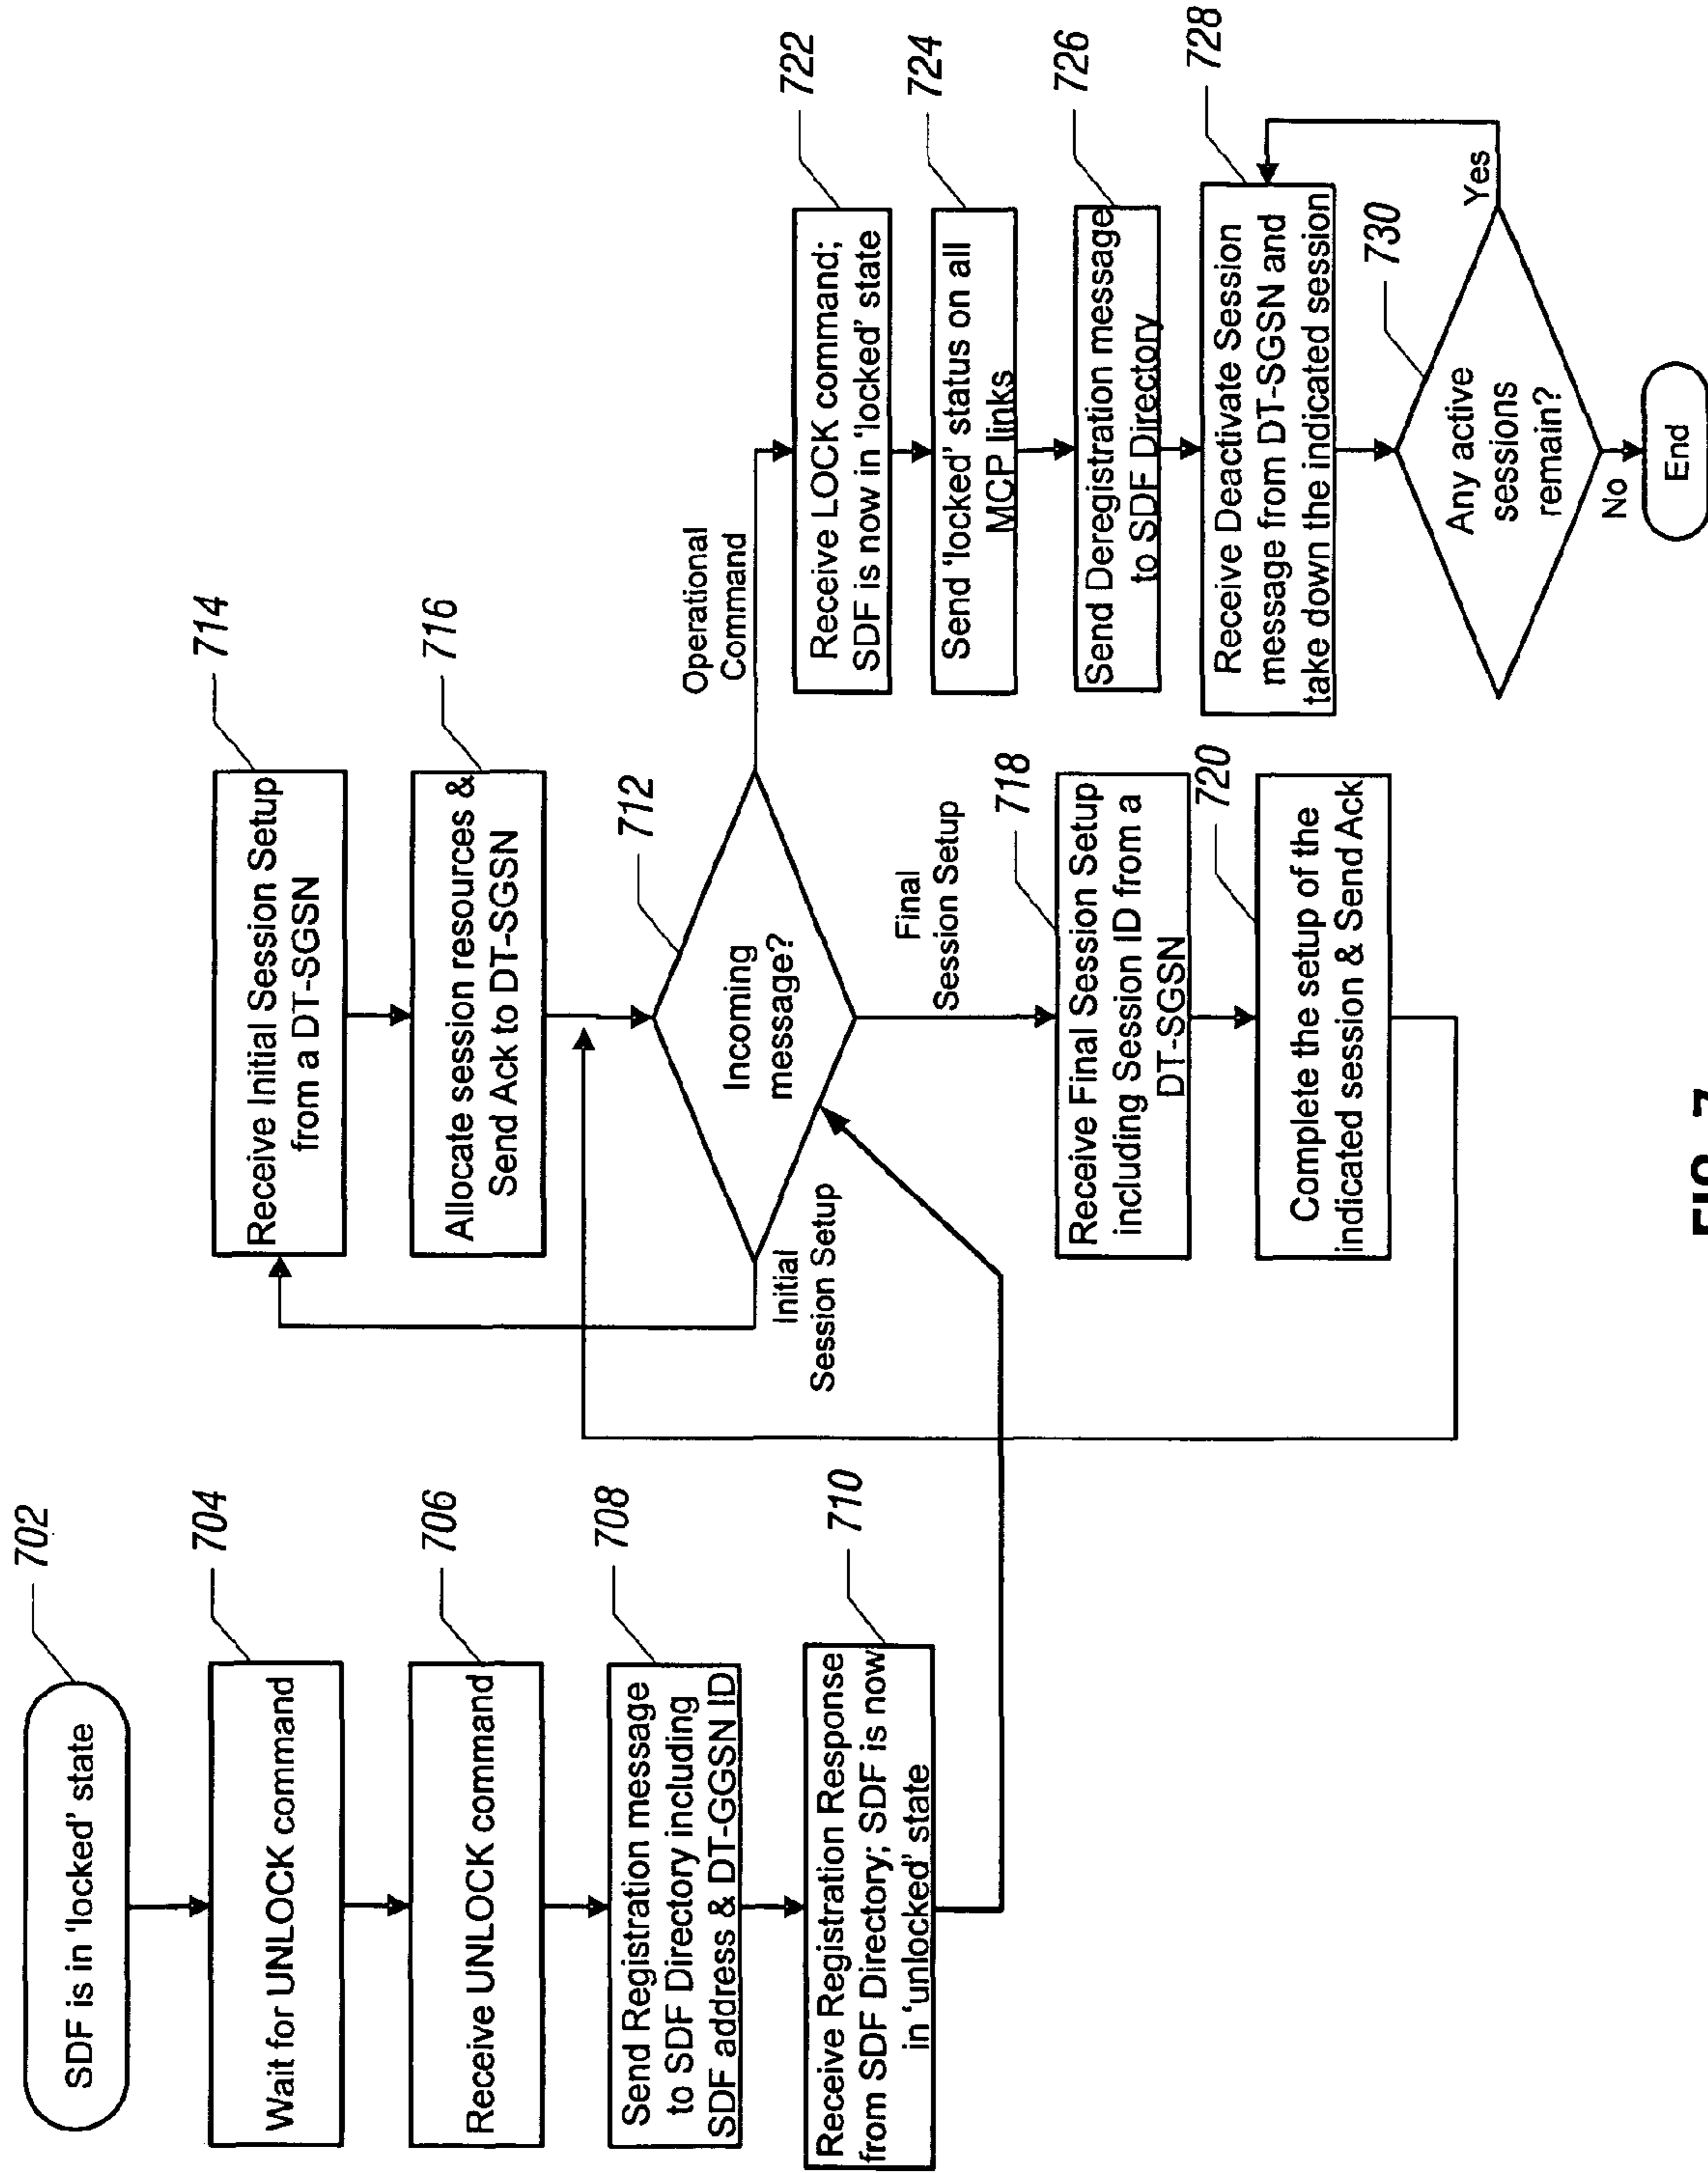 702
SDF is in 'locked' state
704
Wait for UNLOCK command
706
Receive UNLOCK command
708
Send Registration message
to SDF Directory including
SDF address & DT-GGSN ID
710
Receive Registration Response
from SDF Directory; SDF is now
in 'unlocked' state
714
Receive Initial Session Setup
from a DT-SGSN
716
Allocate session resources &
Send Ack to DT-SGSN
712
Incoming
message?
Initial
Session Setup
Final
Session Setup
Operational
Command
718
Receive Final Session Setup
including Session ID from a
DT-SGSN
720
Complete the setup of the
indicated session & Send Ack
722
Receive LOCK command;
SDF is now in 'locked' state
724
Send 'locked' status on all
MCP links
726
Send Deregistration message
to SDF Directory
728
Receive Deactivate Session
message from DT-SGSN and
take down the indicated session
730
Any active
sessions
remain?
Yes
No
End
FIG. 7